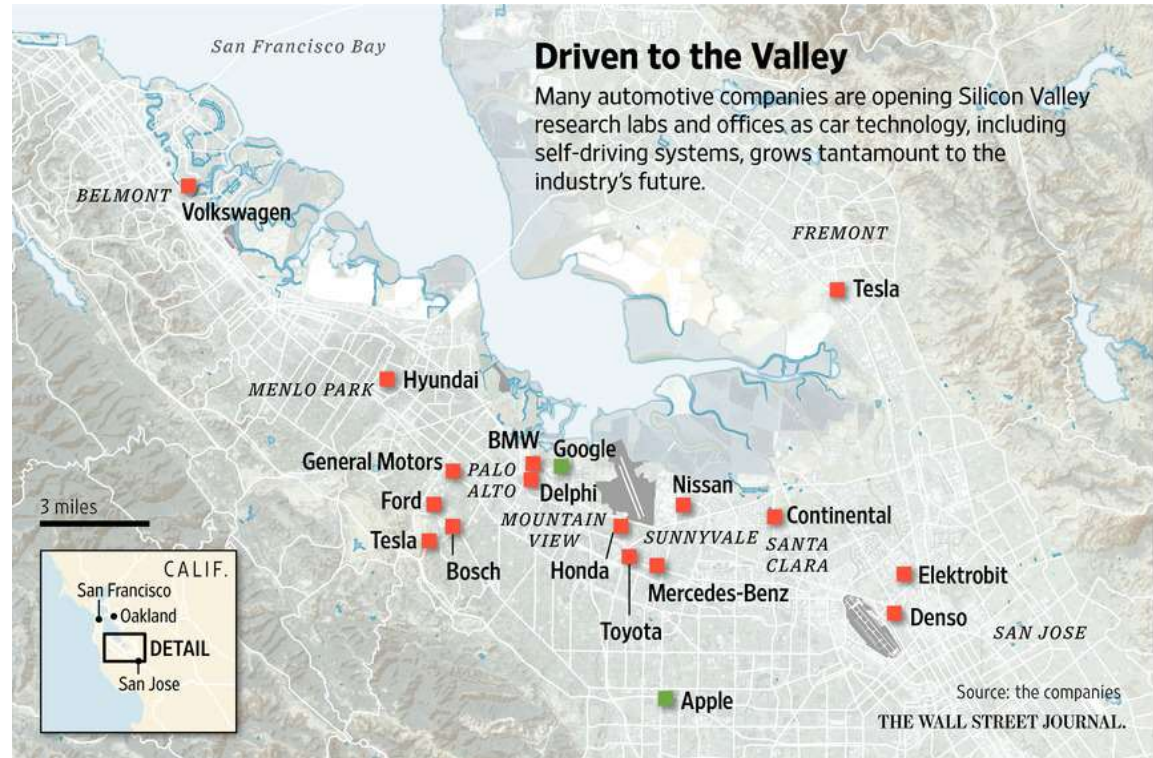 San Francisco Bay
Driven to the Valley
Many automotive companies are opening Silicon Valley
research labs and offices as car technology, including
self-driving systems, grows tantamount to the
industry's future.
BELMONT
Volkswagen
FREMONT
Tesla
MENLO PARK
Hyundai
BMW
Google
General Motors
PALO
ALTO
Delphi
Ford
Nissan
3 miles
MOUNTAIN
VIEW
Continental
Tesla
SUNNYVALE
SANTA
CLARA
Bosch
Honda
Elektrobit
Mercedes-Benz
Denso
Toyota
SAN JOSE
CALIF.
San Francisco
Oakland
DETAIL
San Jose
Apple
Source: the companies
THE WALL STREET JOURNAL.